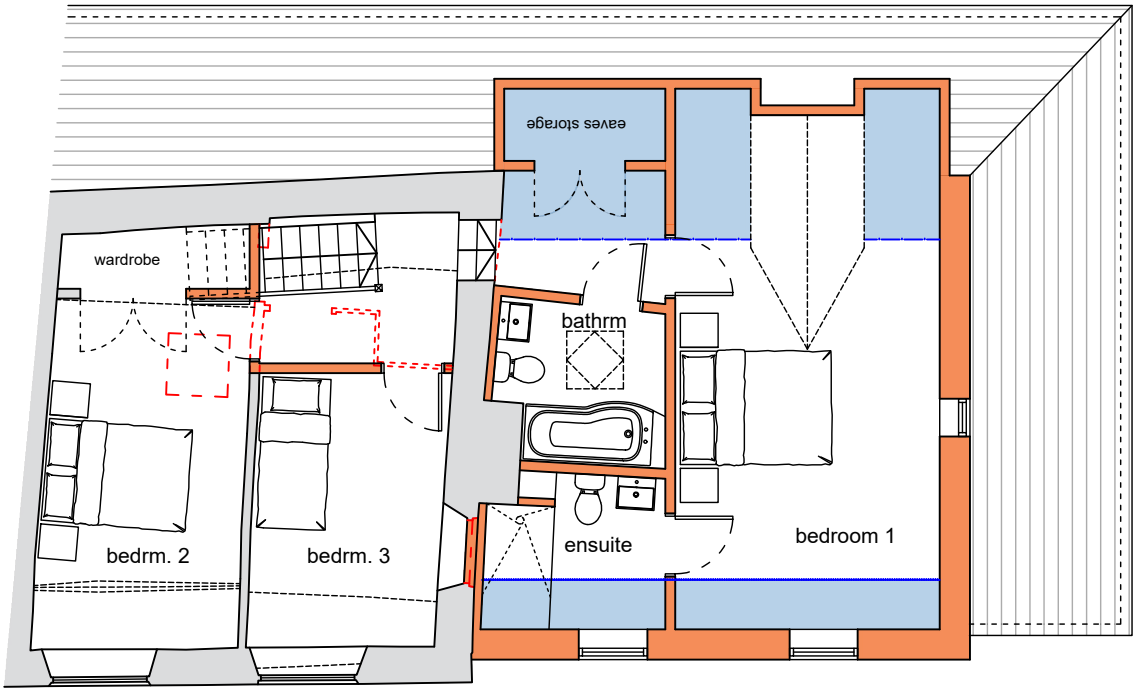 eaves storage
wardrobe
bathrm
bedroom 1
ensuite
bedrm. 2
bedrm. 3